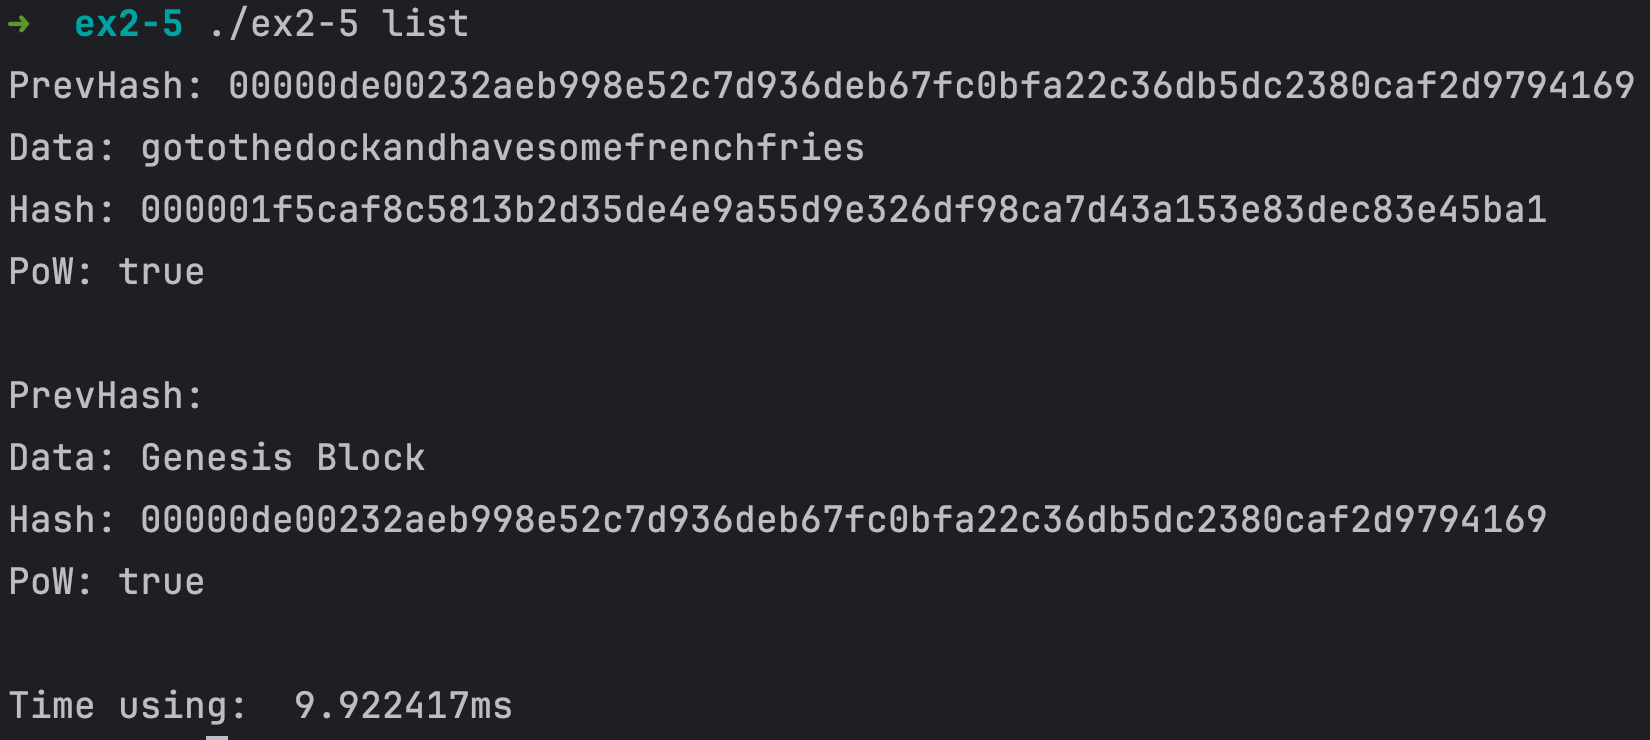 ➜  ex2-5 ./ex2-5 list
PrevHash: 00000de00232aeb998e52c7d936deb67fc0bfa22c36db5dc2380caf2d9794169
Data: gotothedockandhavesomefrenchfries
Hash: 000001f5caf8c5813b2d35de4e9a55d9e326df98ca7d43a153e83dec83e45ba1
PoW: true
PrevHash:
Data: Genesis Block
Hash: 00000de00232aeb998e52c7d936deb67fc0bfa22c36db5dc2380caf2d9794169
PoW: true
Time using:  9.922417ms